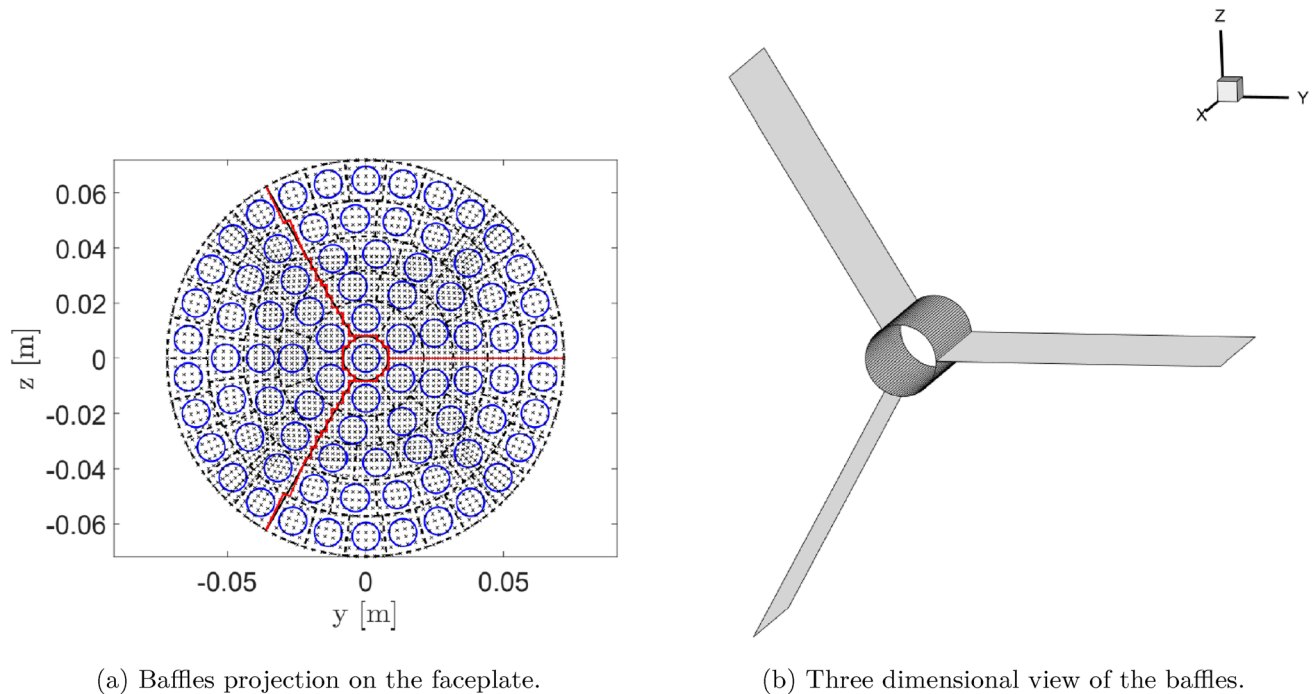 0.06
0.04
0.02
0
-0.02
-0.04
-0.06
z [m]
-0.05 0 0.05
y [m]
(a) Baffles projection on the faceplate.
Z
Y
X
(b) Three dimensional view of the baffles.